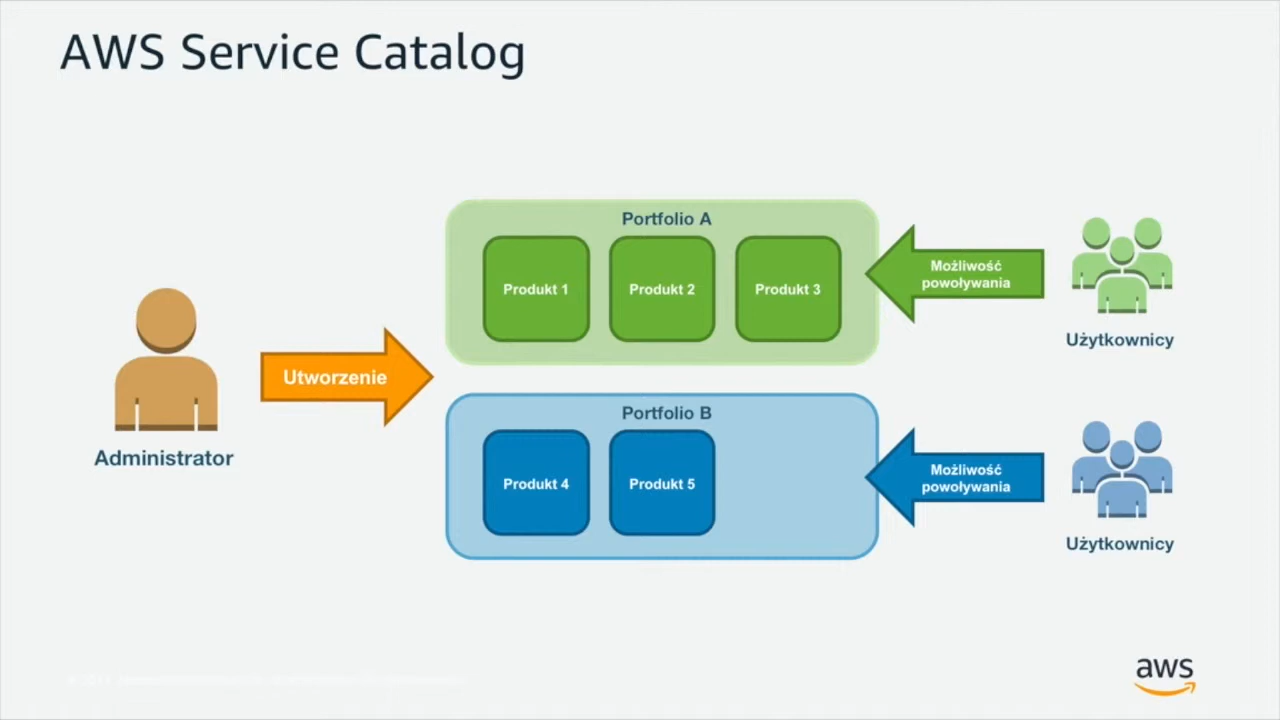 AWS Service Catalog
Portfolio A
Produkt 1
Produkt 2
Produkt 3
Możliwość
powoływania
Użytkownicy
Utworzenie
Administrator
Portfolio B
Produkt 4
Produkt 5
Możliwość
powoływania
Użytkownicy
aws